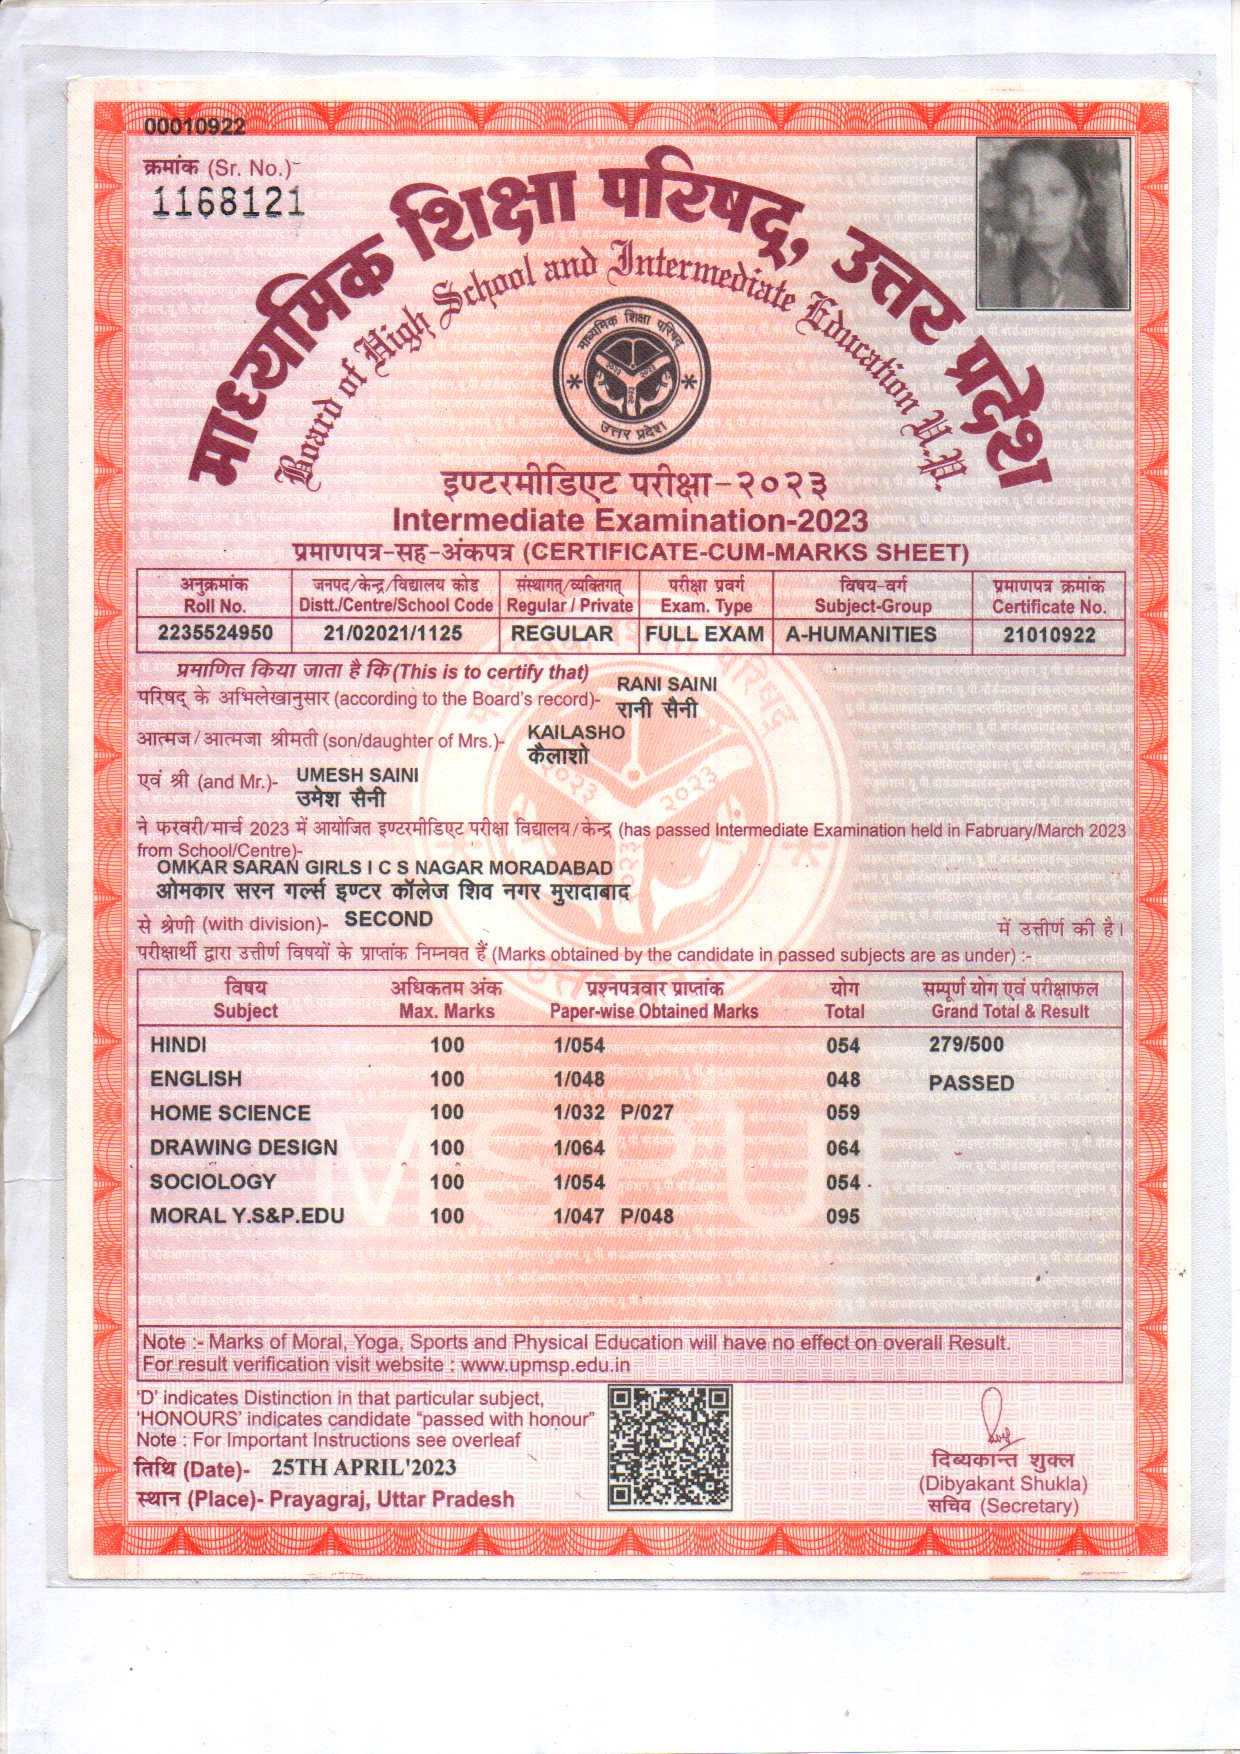 00010922
क्रमांक (Sr. No.)-
1168121
माध्यमिक शिक्षा परिषद्, उत्तर प्रदेश
Board of High School and Intermediate Education U.P.
माध्यमिक शिक्षा परिषद्
उत्तर प्रदेश
इण्टरमीडिएट परीक्षा-२०२३
Intermediate Examination-2023
प्रमाणपत्र-सह-अंकपत्र (CERTIFICATE-CUM-MARKS SHEET)
अनुक्रमांक जनपद/केन्द्र/विद्यालय कोड संस्थागत्/व्यक्तिगत् परीक्षा प्रवर्ग विषय-वर्ग प्रमाणपत्र क्रमांक
Roll No. Distt./Centre/School Code Regular / Private Exam. Type Subject-Group Certificate No.
2235524950 21/02021/1125 REGULAR FULL EXAM A-HUMANITIES 21010922
प्रमाणित किया जाता है कि (This is to certify that)
परिषद् के अभिलेखानुसार (according to the Board's record)- RANI SAINI
रानी सैनी
आत्मज/आत्मजा श्रीमती (son/daughter of Mrs.)- KAILASHO
कैलाशो
एवं श्री (and Mr.)- UMESH SAINI
उमेश सैनी
ने फरवरी/मार्च 2023 में आयोजित इण्टरमीडिएट परीक्षा विद्यालय/केन्द्र (has passed Intermediate Examination held in Fabruary/March 2023
from School/Centre)-
OMKAR SARAN GIRLS I C S NAGAR MORADABAD
ओमकार सरन गर्ल्स इण्टर कॉलेज शिव नगर मुरादाबाद
से श्रेणी (with division)- SECOND में उत्तीर्ण की है।
परीक्षार्थी द्वारा उत्तीर्ण विषयों के प्राप्तांक निम्नवत हैं (Marks obtained by the candidate in passed subjects are as under) :-
विषय अधिकतम अंक प्रश्नपत्रवार प्राप्तांक योग सम्पूर्ण योग एवं परीक्षाफल
Subject Max. Marks Paper-wise Obtained Marks Total Grand Total & Result
HINDI 100 1/054 054 279/500
ENGLISH 100 1/048 048 PASSED
HOME SCIENCE 100 1/032 P/027 059
DRAWING DESIGN 100 1/064 064
SOCIOLOGY 100 1/054 054
MORAL Y.S&P.EDU 100 1/047 P/048 095
Note :- Marks of Moral, Yoga, Sports and Physical Education will have no effect on overall Result.
For result verification visit website : www.upmsp.edu.in
'D' indicates Distinction in that particular subject,
'HONOURS' indicates candidate "passed with honour"
Note : For Important Instructions see overleaf
तिथि (Date)- 25TH APRIL'2023
स्थान (Place)- Prayagraj, Uttar Pradesh
दिब्यकान्त शुक्ल
(Dibyakant Shukla)
सचिव (Secretary)